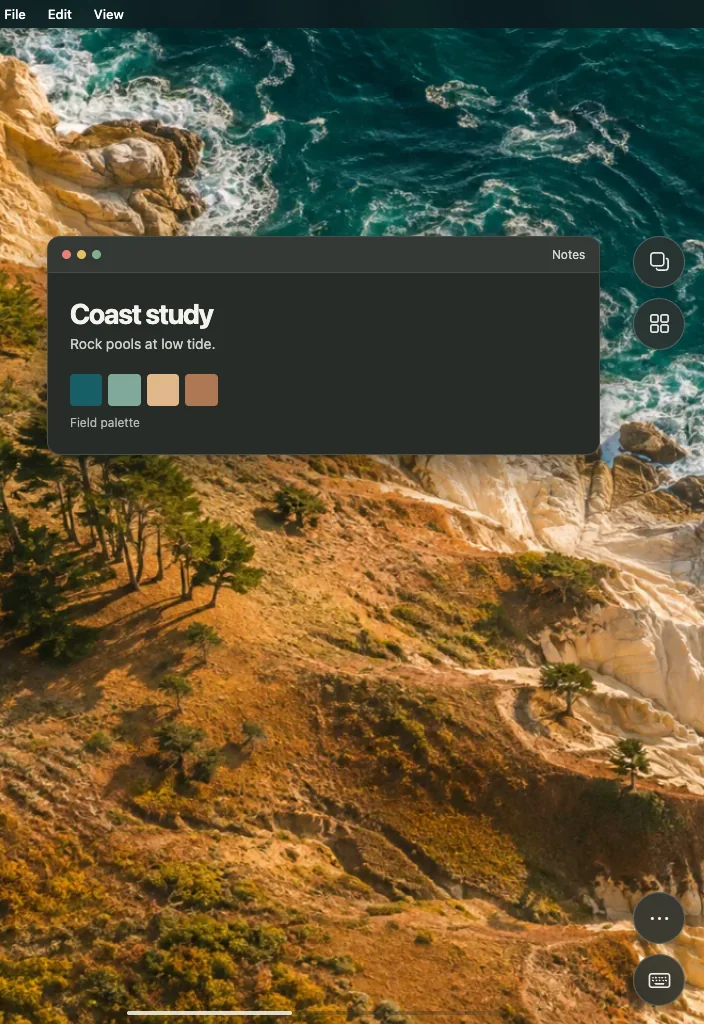 File Edit View
Notes
Coast study
Rock pools at low tide.
Field palette